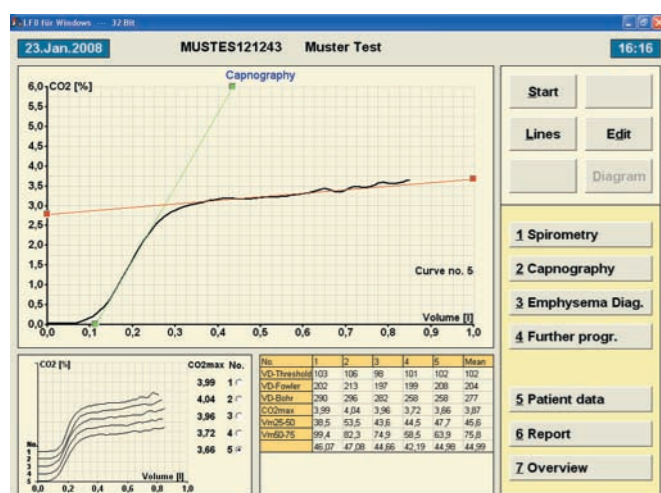 LF8 für Windows --- 32 Bit
23.Jan.2008 MUSTES121243 Muster Test 16:16
Capnography
CO2 [%]
6,0
5,5
5,0
4,5
4,0
3,5
3,0
2,5
2,0
1,5
1,0
0,5
0,0
Curve no. 5
Volume [l]
0,0 0,1 0,2 0,3 0,4 0,5 0,6 0,7 0,8 0,9 1,0
Start
Lines Edit
Diagram
1 Spirometry
2 Capnography
3 Emphysema Diag.
4 Further progr.
5 Patient data
6 Report
7 Overview
CO2 [%] CO2max No.
3,99 1
4,04 2
3,96 3
3,72 4
3,66 5
No.
1
2
3
4
5
Volume [l]
0,0 0,2 0,4 0,6 0,8 1,0
No. 1 2 3 4 5 Mean
VD-Threshold 103 106 98 101 102 102
VD-Fowler 202 213 197 199 208 204
VD-Bohr 290 296 282 258 258 277
CO2max 3,99 4,04 3,96 3,72 3,66 3,87
Vm25-50 38,5 53,5 43,6 44,5 47,7 45,6
Vm50-75 99,4 82,3 74,9 58,5 63,9 75,8
46,07 47,08 44,66 42,19 44,98 44,99